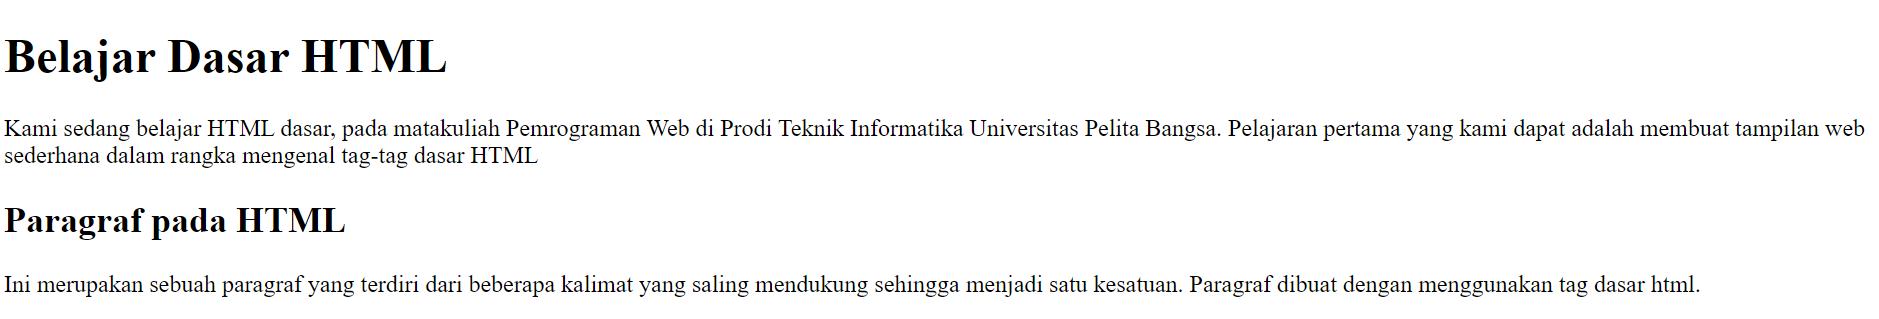 Belajar Dasar HTML
Kami sedang belajar HTML dasar, pada matakuliah Pemrograman Web di Prodi Teknik Informatika Universitas Pelita Bangsa. Pelajaran pertama yang kami dapat adalah membuat tampilan web
sederhana dalam rangka mengenal tag-tag dasar HTML
Paragraf pada HTML
Ini merupakan sebuah paragraf yang terdiri dari beberapa kalimat yang saling mendukung sehingga menjadi satu kesatuan. Paragraf dibuat dengan menggunakan tag dasar html.